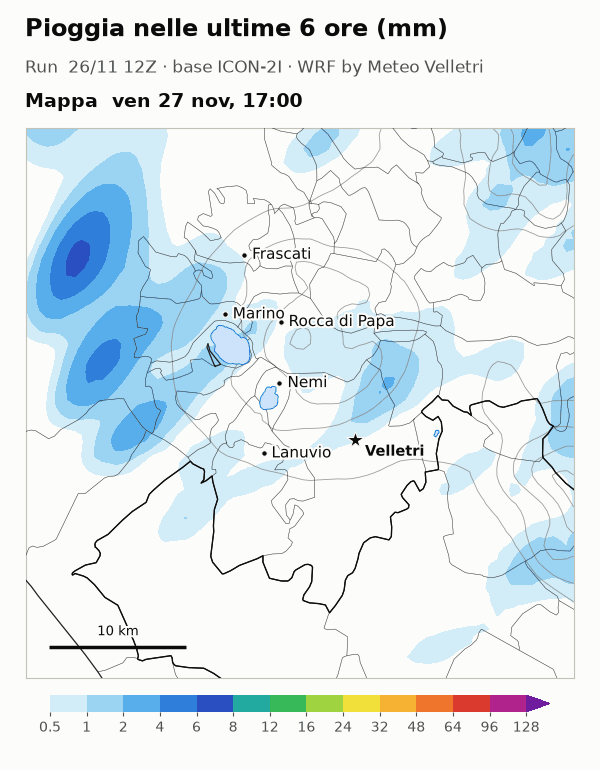 Pioggia nelle ultime 6 ore (mm)
Run 26/11 12Z · base ICON-2I · WRF by Meteo Velletri
Mappa ven 27 nov, 17:00
Frascati
Marino
Rocca di Papa
Nemi
Velletri
Lanuvio
10 km
0.5 1 2 4 6 8 12 16 24 32 48 64 96 128